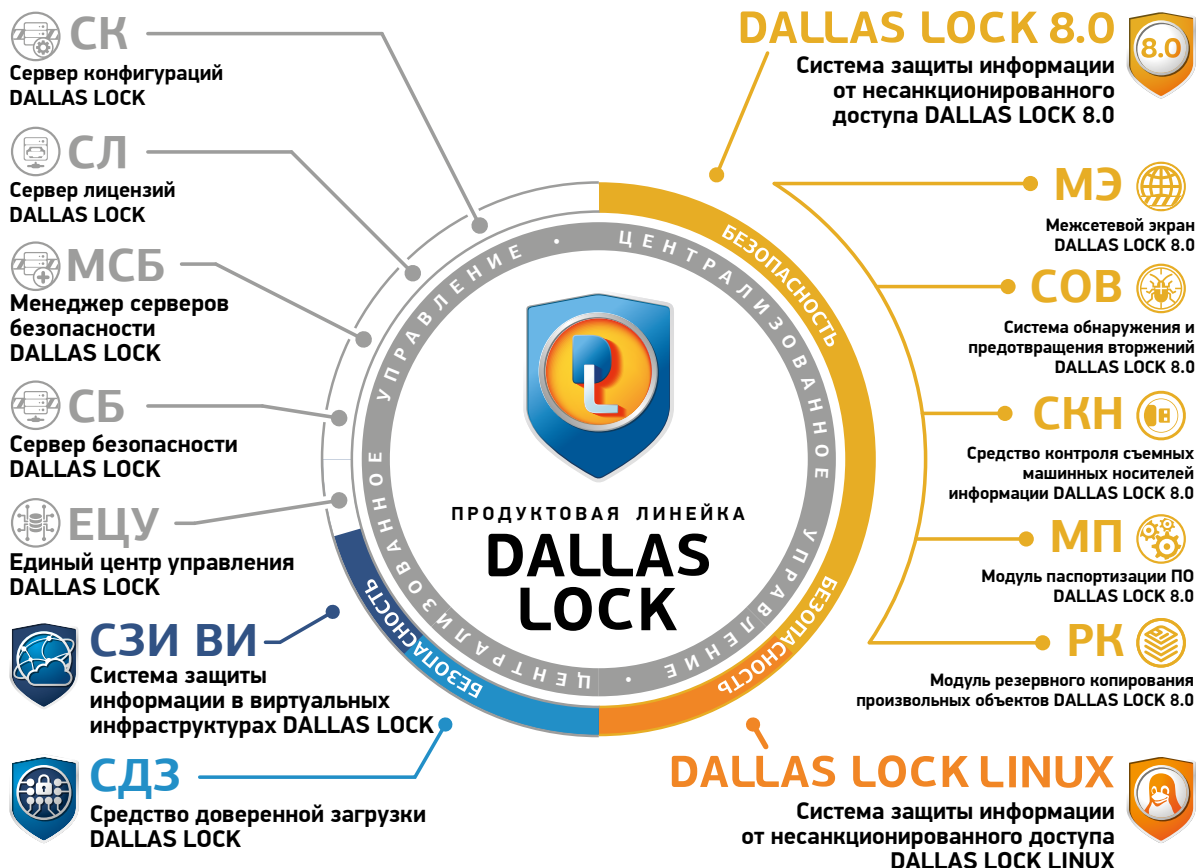 СК
Сервер конфигураций
DALLAS LOCK
СЛ
Сервер лицензий
DALLAS LOCK
МСБ
Менеджер серверов
безопасности
DALLAS LOCK
СБ
Сервер безопасности
DALLAS LOCK
ЕЦУ
Единый центр управления
DALLAS LOCK
СЗИ ВИ
Система защиты
информации в виртуальных
инфраструктурах DALLAS LOCK
СДЗ
Средство доверенной загрузки
DALLAS LOCK
ЦЕНТРАЛИЗОВАННОЕ УПРАВЛЕНИЕ • ЦЕНТРАЛИЗОВАННОЕ УПРАВЛЕНИЕ •
БЕЗОПАСНОСТЬ
БЕЗОПАСНОСТЬ
БЕЗОПАСНОСТЬ
DL
ПРОДУКТОВАЯ ЛИНЕЙКА
DALLAS
LOCK
DALLAS LOCK 8.0
8.0
Система защиты информации
от несанкционированного
доступа DALLAS LOCK 8.0
МЭ
Межсетевой экран
DALLAS LOCK 8.0
СОВ
Система обнаружения и
предотвращения вторжений
DALLAS LOCK 8.0
СКН
Средство контроля съемных
машинных носителей
информации DALLAS LOCK 8.0
МП
Модуль паспортизации ПО
DALLAS LOCK 8.0
РК
Модуль резервного копирования
произвольных объектов DALLAS LOCK 8.0
DALLAS LOCK LINUX
Система защиты информации
от несанкционированного доступа
DALLAS LOCK LINUX